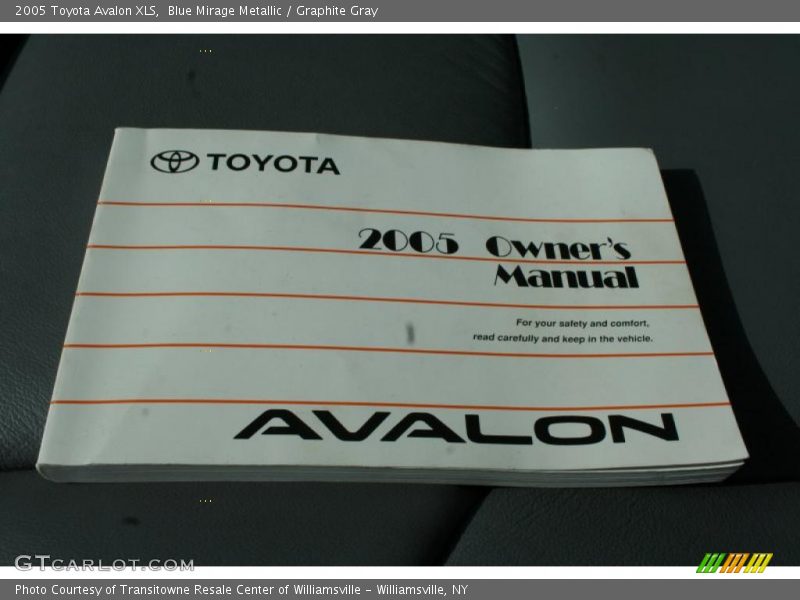 2005 Toyota Avalon XLS,  Blue Mirage Metallic / Graphite Gray
TOYOTA
2005 Owner's
Manual
For your safety and comfort,
read carefully and keep in the vehicle.
AVALON
GTcarlot.com
Photo Courtesy of Transitowne Resale Center of Williamsville - Williamsville, NY